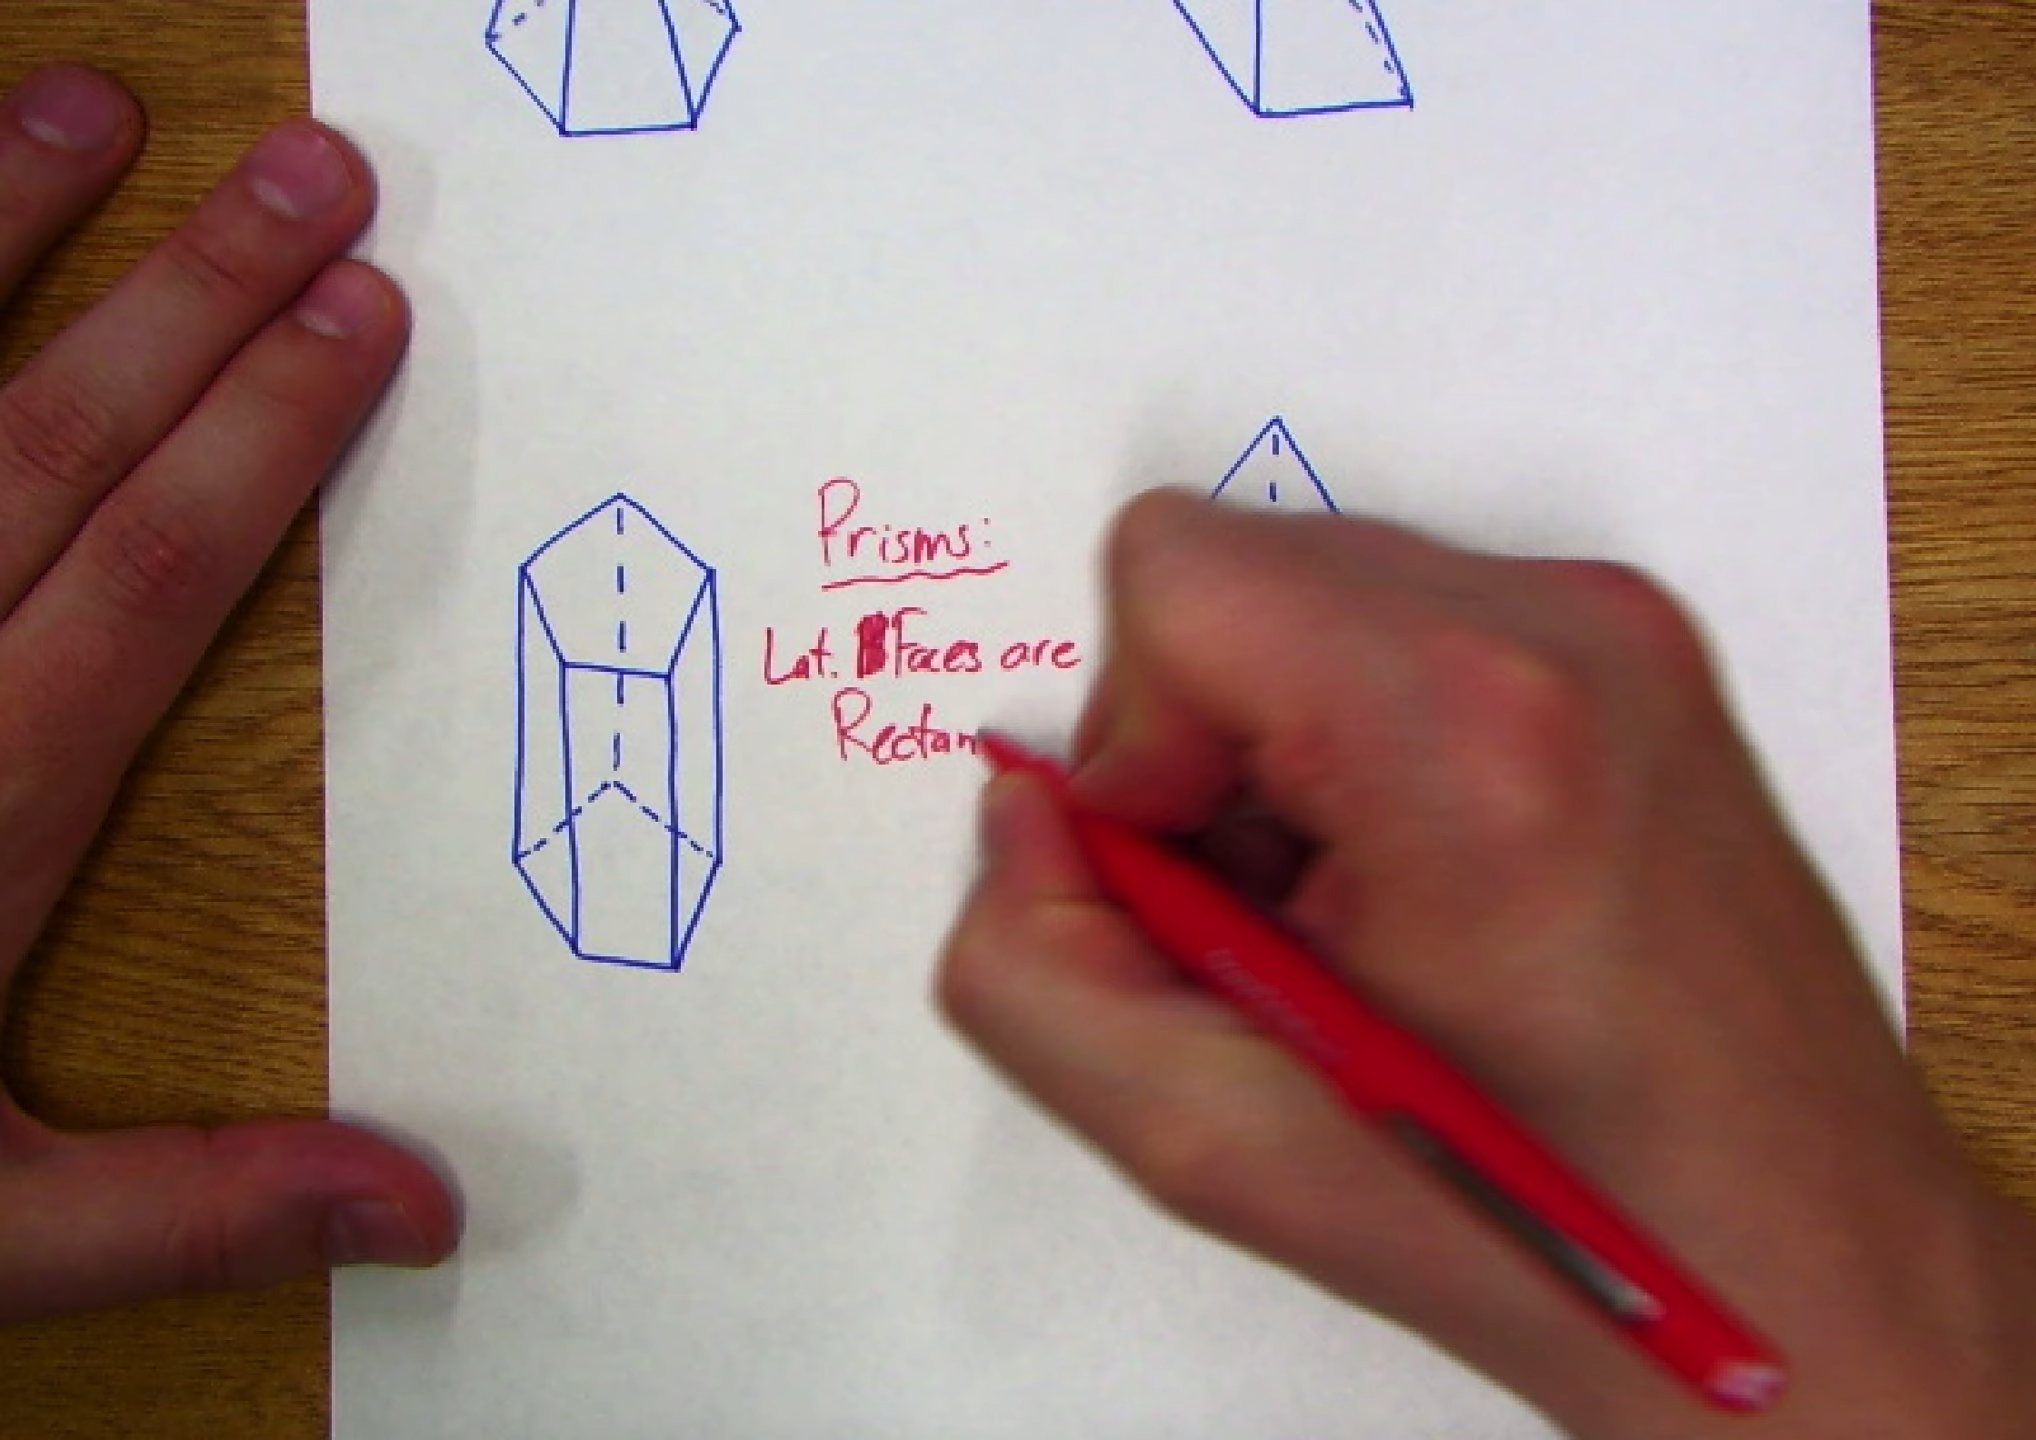 Prisms:
Lat. Faces are
Rectan